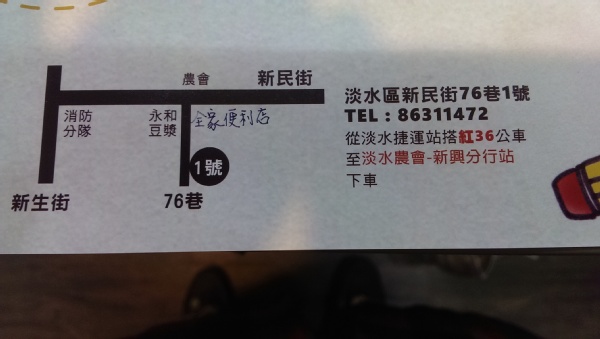 農會
新民街
消防
分隊
永和
豆漿
全家便利店
1號
新生街
76巷
淡水區新民街76巷1號
TEL：86311472
從淡水捷運站搭紅36公車
至淡水農會-新興分行站
下車